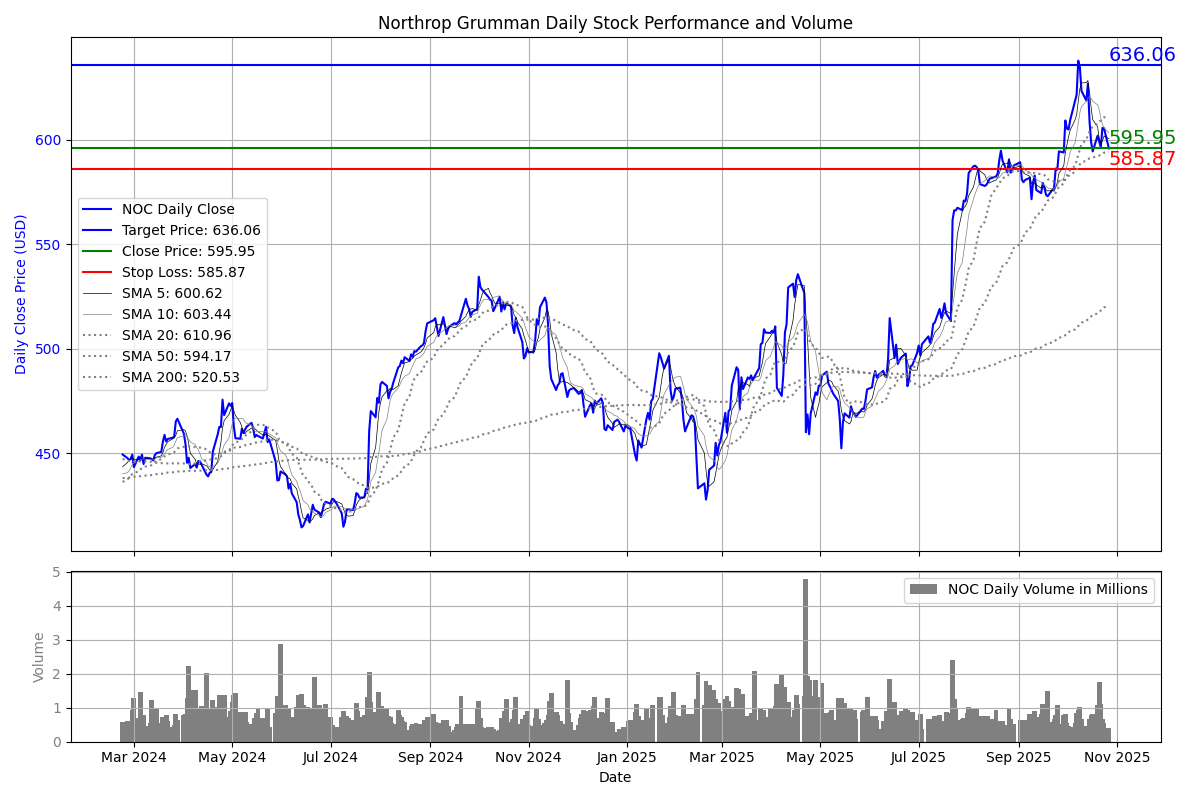 Northrop Grumman Daily Stock Performance and Volume
636.06
595.95
585.87
600
550
500
450
Daily Close Price (USD)
NOC Daily Close
Target Price: 636.06
Close Price: 595.95
Stop Loss: 585.87
SMA 5: 600.62
SMA 10: 603.44
SMA 20: 610.96
SMA 50: 594.17
SMA 200: 520.53
5
4
3
2
1
0
Volume
NOC Daily Volume in Millions
Mar 2024 May 2024 Jul 2024 Sep 2024 Nov 2024 Jan 2025 Mar 2025 May 2025 Jul 2025 Sep 2025 Nov 2025
Date